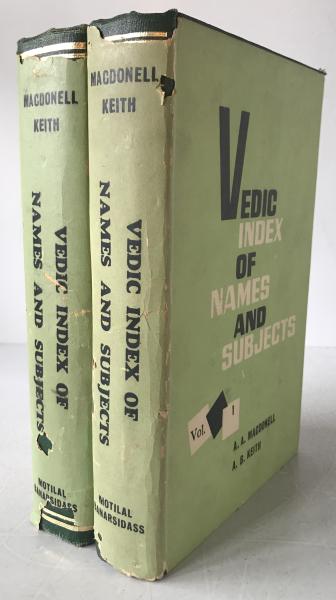 MACDONELL
KEITH
VEDIC INDEX OF
NAMES AND SUBJECTS
MOTILAL
BANARSIDASS
MACDONELL
KEITH
VEDIC INDEX OF
NAMES AND SUBJECTS
MOTILAL
BANARSIDASS
VEDIC
INDEX
OF
NAMES
AND
SUBJECTS
Vol. 1
A. A. MACDONELL
A. B. KEITH